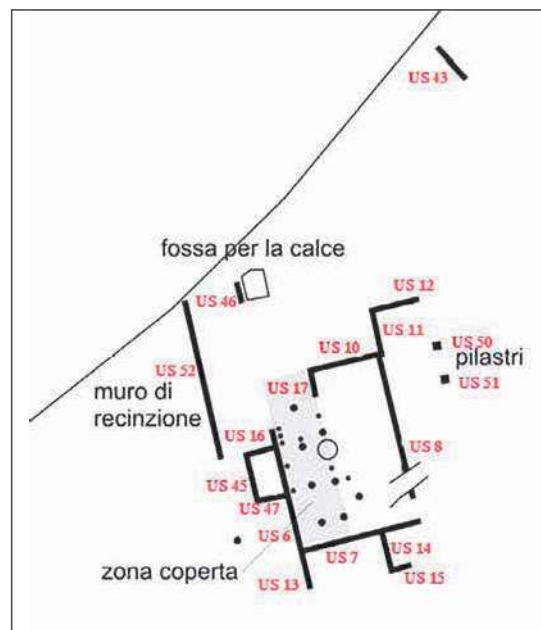 US 43
fossa per la calce
US 46
US 12
US 11
US 50
US 10
pilastri
US 52
US 51
US 17
muro di
recinzione
US 16
US 8
US 45
US 47
US 6
US 14
US 7
zona coperta
US 15
US 13